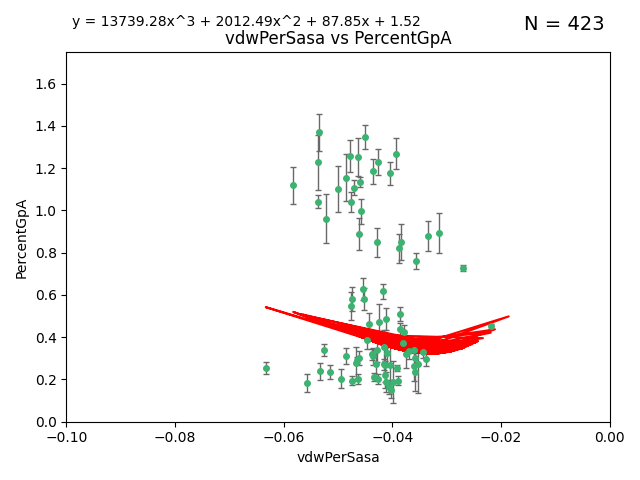 y = 13739.28x^3 + 2012.49x^2 + 87.85x + 1.52
N = 423
vdwPerSasa vs PercentGpA
PercentGpA
1.6
1.4
1.2
1.0
0.8
0.6
0.4
0.2
0.0
−0.10 −0.08 −0.06 −0.04 −0.02 0.00
vdwPerSasa